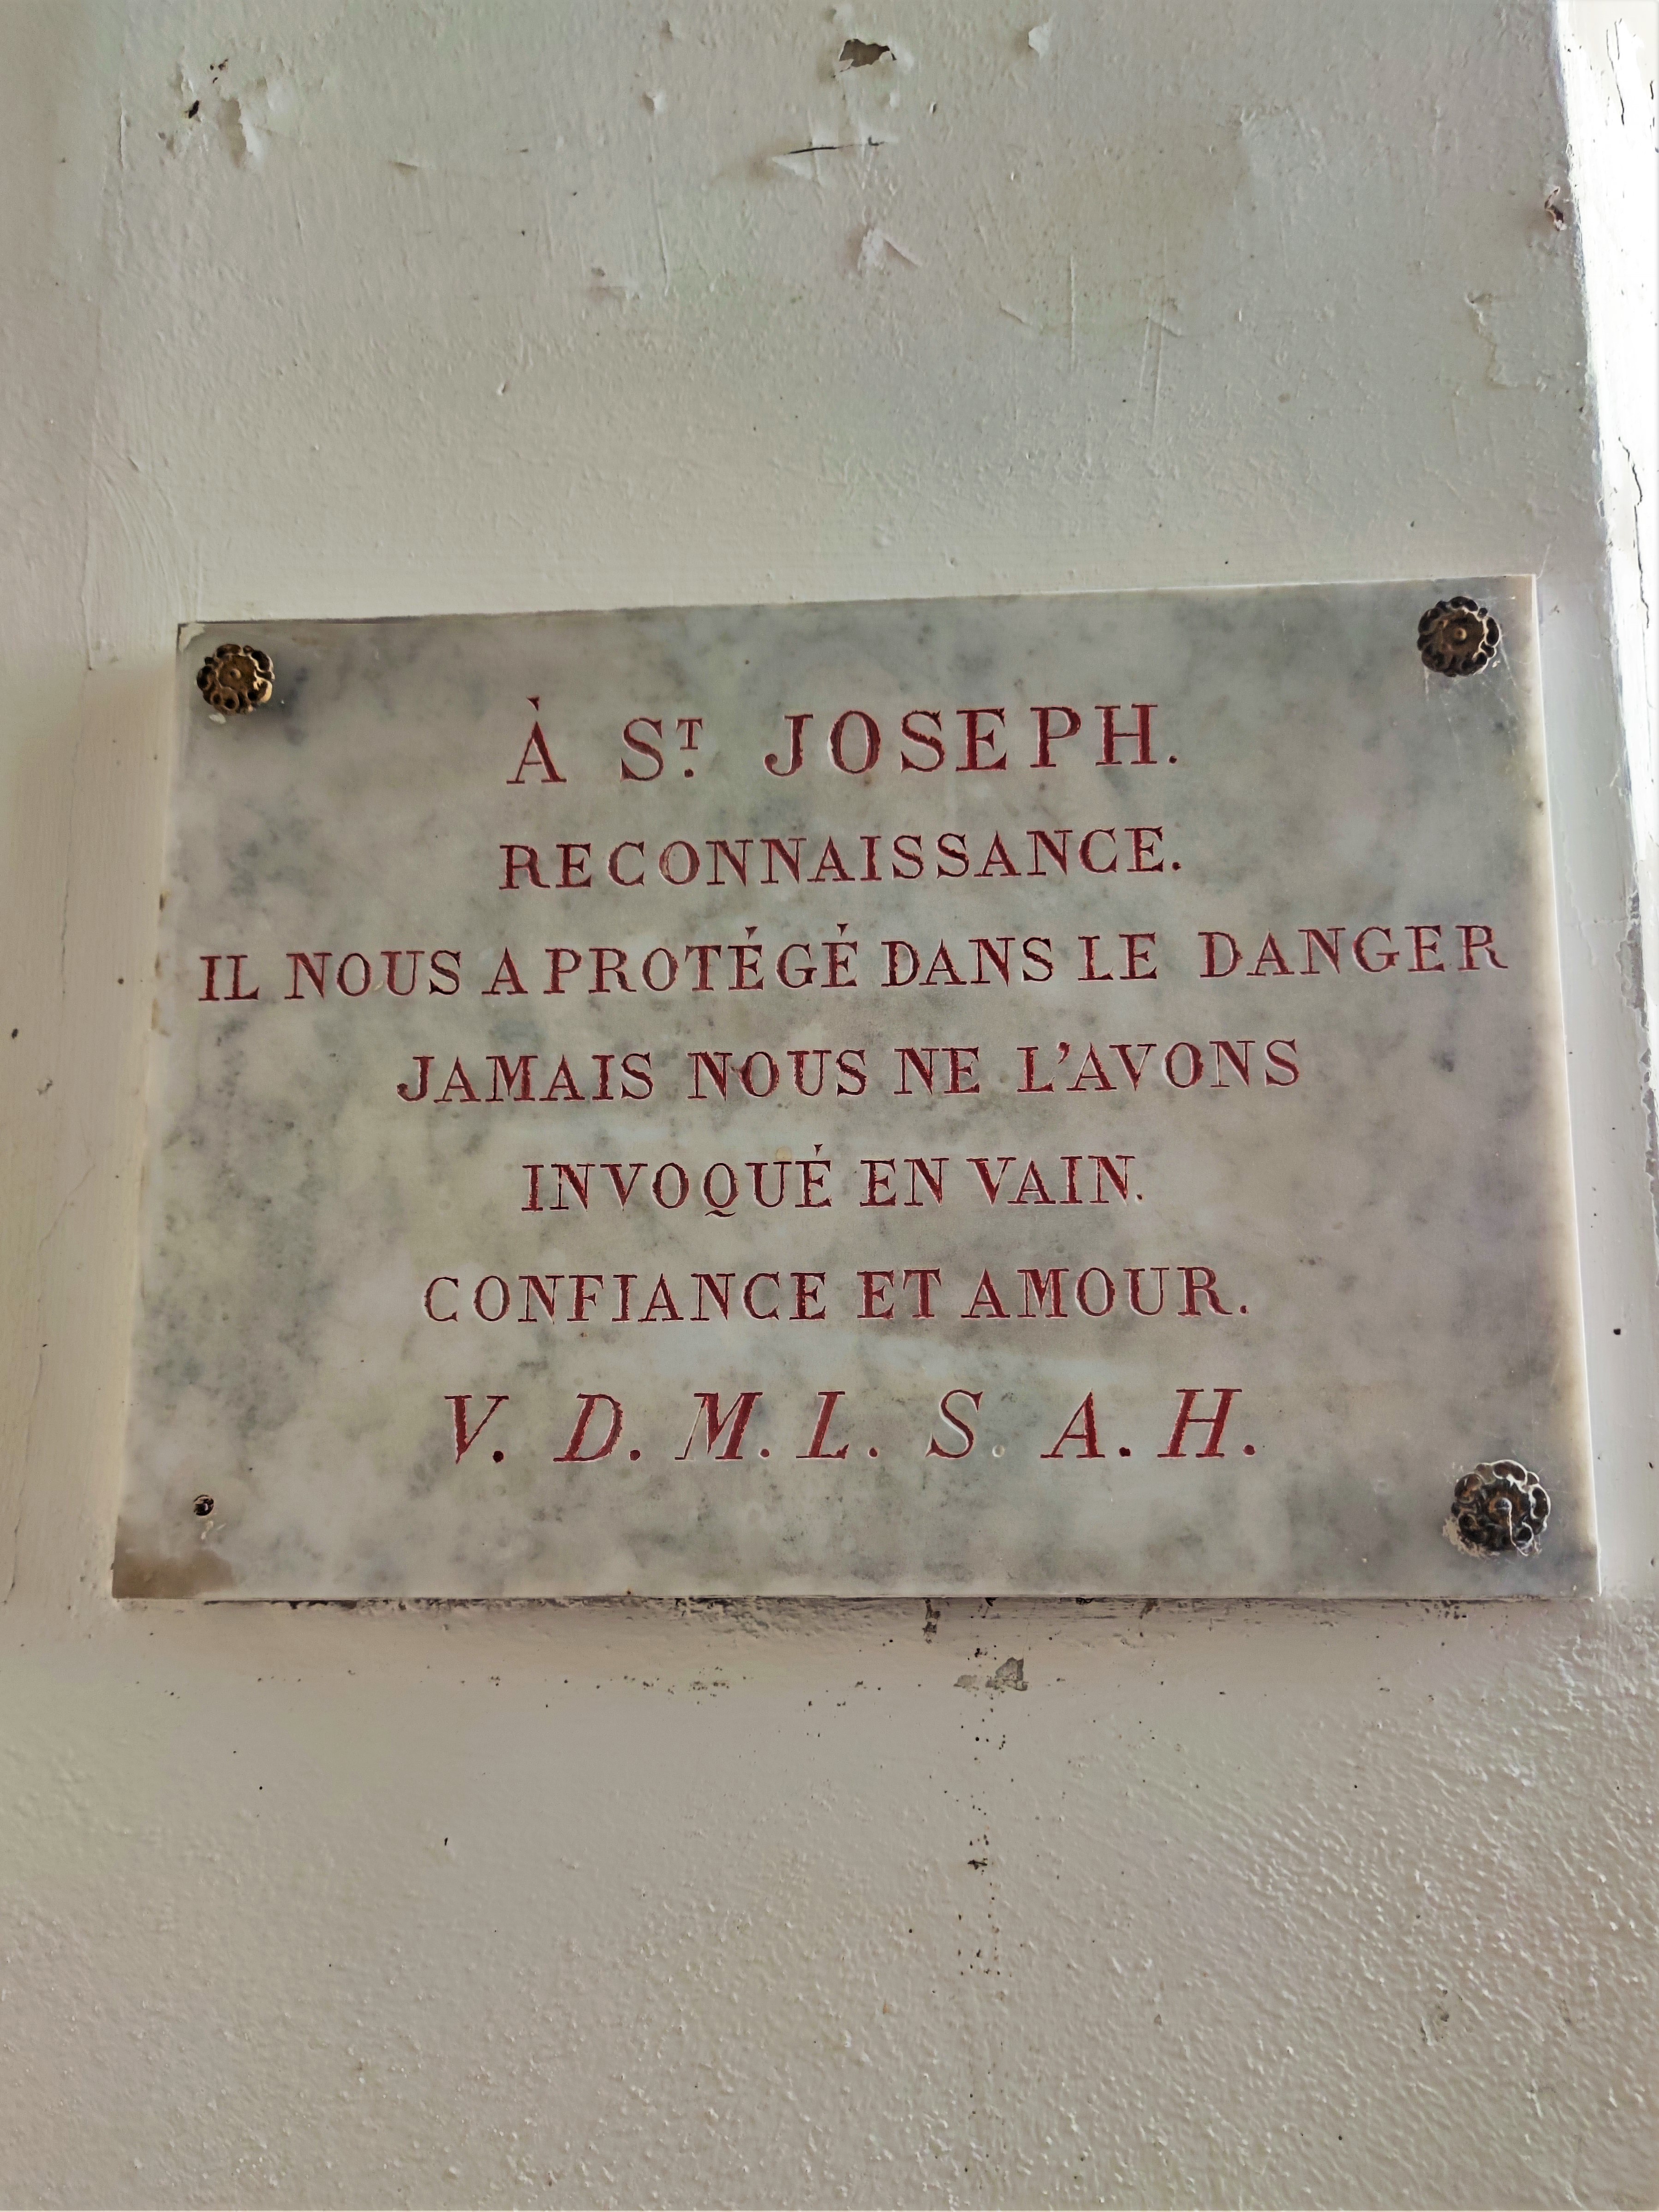 À ST. JOSEPH.
RECONNAISSANCE.
IL NOUS A PROTÉGÉ DANS LE DANGER
JAMAIS NOUS NE L'AVONS
INVOQUÉ EN VAIN.
CONFIANCE ET AMOUR.
V. D. M. L. S. A. H.